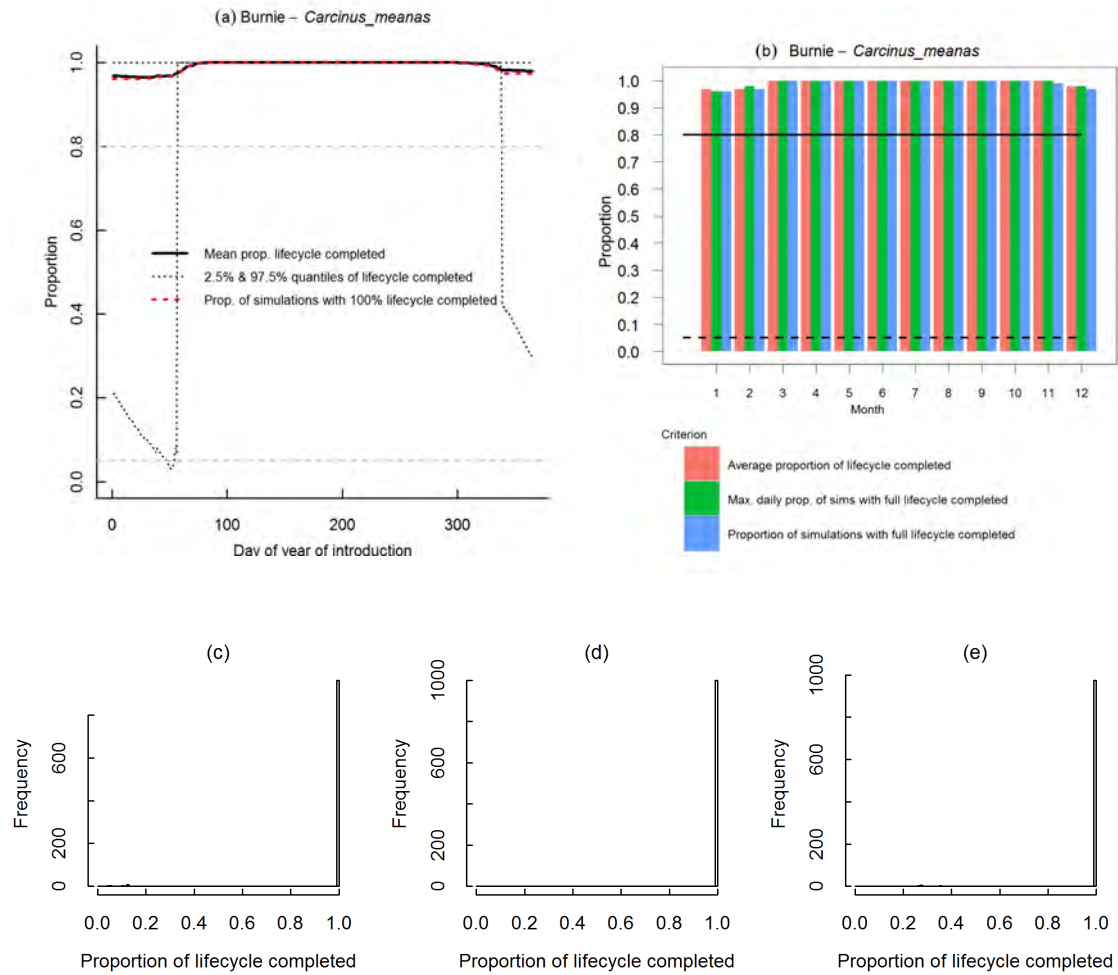 (a) Burnie – Carcinus_meanas
Proportion
0.0
0.2
0.4
0.6
0.8
1.0
Mean prop. lifecycle completed
2.5% & 97.5% quantiles of lifecycle completed
Prop. of simulations with 100% lifecycle completed
0 100 200 300
Day of year of introduction
(b) Burnie – Carcinus_meanas
Proportion
1.0
0.9
0.8
0.7
0.6
0.5
0.4
0.3
0.2
0.1
0.0
1 2 3 4 5 6 7 8 9 10 11 12
Month
Criterion
Average proportion of lifecycle completed
Max. daily prop. of sims with full lifecycle completed
Proportion of simulations with full lifecycle completed
(c)
Frequency
0 200 600
0.0 0.2 0.4 0.6 0.8 1.0
Proportion of lifecycle completed
(d)
Frequency
0 200 400 600 800 1000
0.0 0.2 0.4 0.6 0.8 1.0
Proportion of lifecycle completed
(e)
Frequency
0 200 400 600 800 1000
0.0 0.2 0.4 0.6 0.8 1.0
Proportion of lifecycle completed